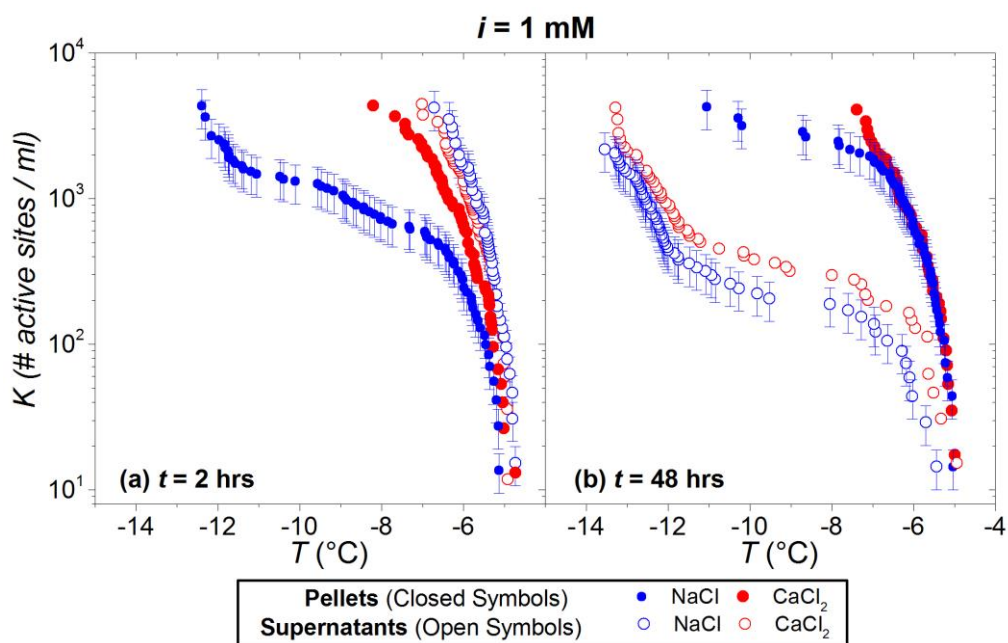 i = 1 mM
K (# active sites / ml)
10⁴
10³
10²
10¹
(a) t = 2 hrs
(b) t = 48 hrs
-14 -12 -10 -8 -6
-14 -12 -10 -8 -6 -4
T (°C)
T (°C)
Pellets (Closed Symbols) NaCl CaCl₂
Supernatants (Open Symbols) NaCl CaCl₂